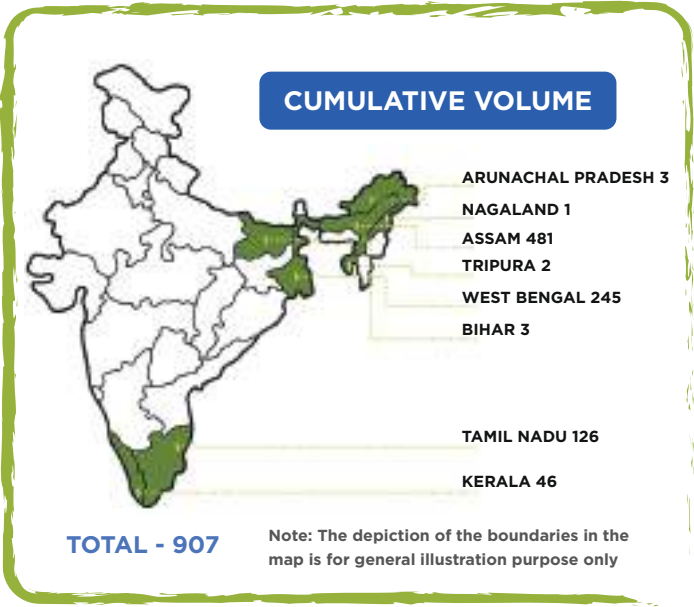 CUMULATIVE VOLUME
ARUNACHAL PRADESH 3
NAGALAND 1
ASSAM 481
TRIPURA 2
WEST BENGAL 245
BIHAR 3
TAMIL NADU 126
KERALA 46
TOTAL - 907
Note: The depiction of the boundaries in the
map is for general illustration purpose only